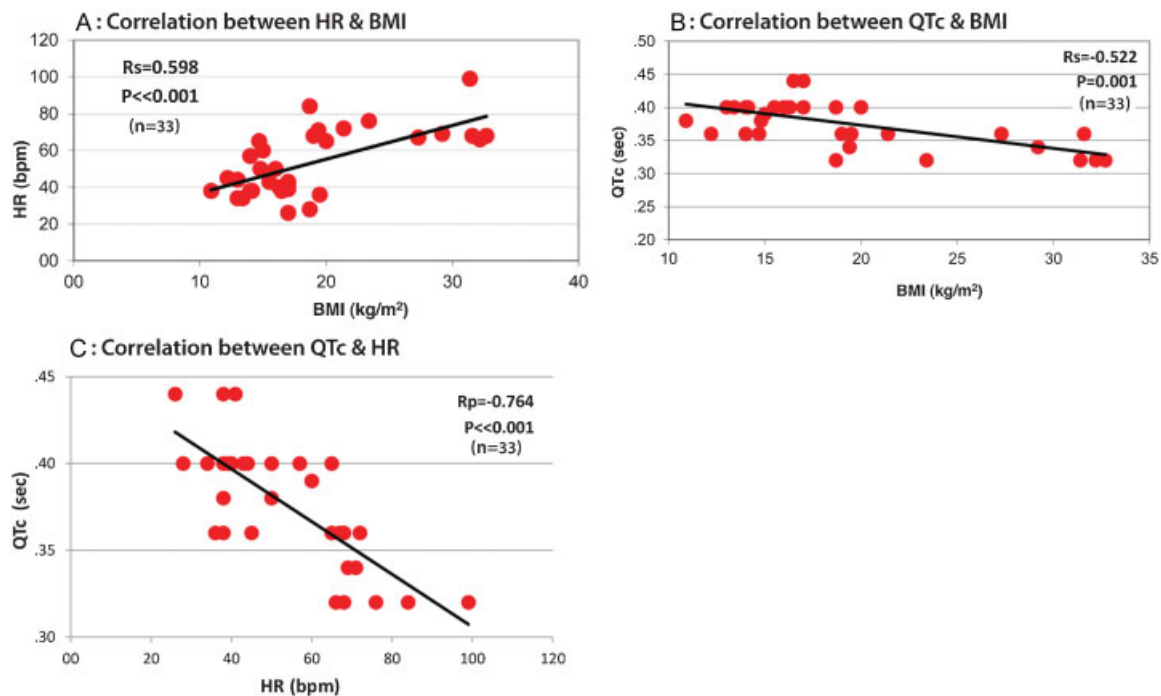 A : Correlation between HR & BMI
120
100
80
60
40
20
00
HR (bpm)
Rs=0.598
P<<0.001
(n=33)
00
10
20
30
40
BMI (kg/m²)
B : Correlation between QTc & BMI
.50
.45
.40
.35
.30
.25
.20
QTc (sec)
Rs=-0.522
P=0.001
(n=33)
10
15
20
25
30
35
BMI (kg/m²)
C : Correlation between QTc & HR
.45
.40
.35
.30
QTc (sec)
Rp=-0.764
P<<0.001
(n=33)
00
20
40
60
80
100
120
HR (bpm)